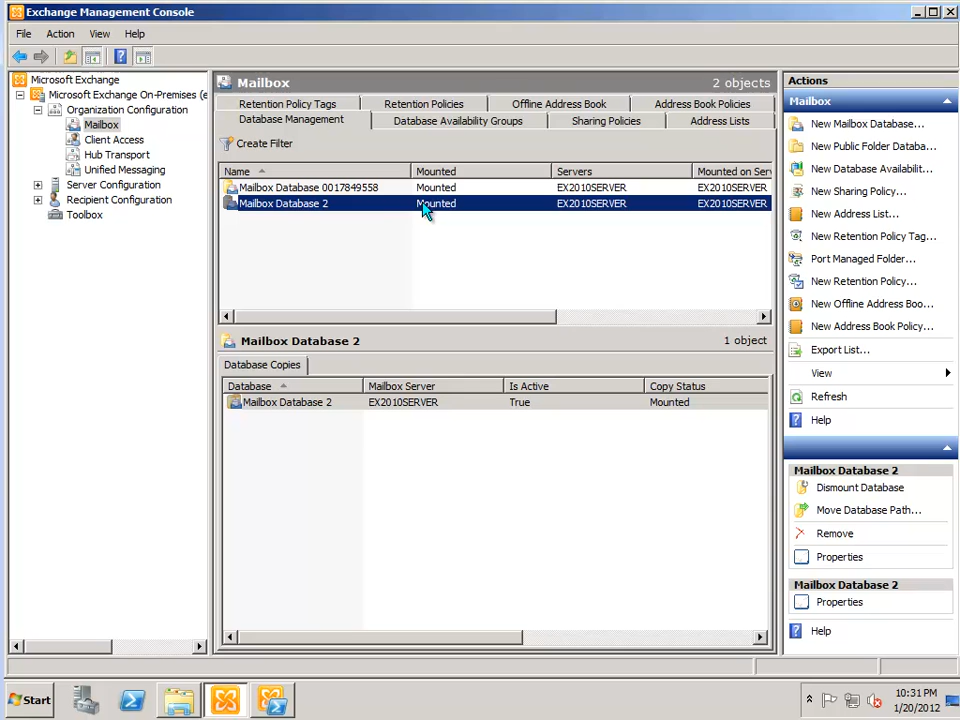 Exchange Management Console
File Action View Help
Microsoft Exchange
Microsoft Exchange On-Premises (e
Organization Configuration
Mailbox
Client Access
Hub Transport
Unified Messaging
Server Configuration
Recipient Configuration
Toolbox
Mailbox 2 objects
Retention Policy Tags Retention Policies Offline Address Book Address Book Policies
Database Management Database Availability Groups Sharing Policies Address Lists
Create Filter
Name Mounted Servers Mounted on Serv
Mailbox Database 0017849558 Mounted EX2010SERVER EX2010SERVER
Mailbox Database 2 Mounted EX2010SERVER EX2010SERVER
Mailbox Database 2 1 object
Database Copies
Database Mailbox Server Is Active Copy Status
Mailbox Database 2 EX2010SERVER True Mounted
Actions
Mailbox
New Mailbox Database...
New Public Folder Databa...
New Database Availabilit...
New Sharing Policy...
New Address List...
New Retention Policy Tag...
Port Managed Folder...
New Retention Policy...
New Offline Address Boo...
New Address Book Policy...
Export List...
View
Refresh
Help
Mailbox Database 2
Dismount Database
Move Database Path...
Remove
Properties
Mailbox Database 2
Properties
Help
Start
10:31 PM
1/20/2012